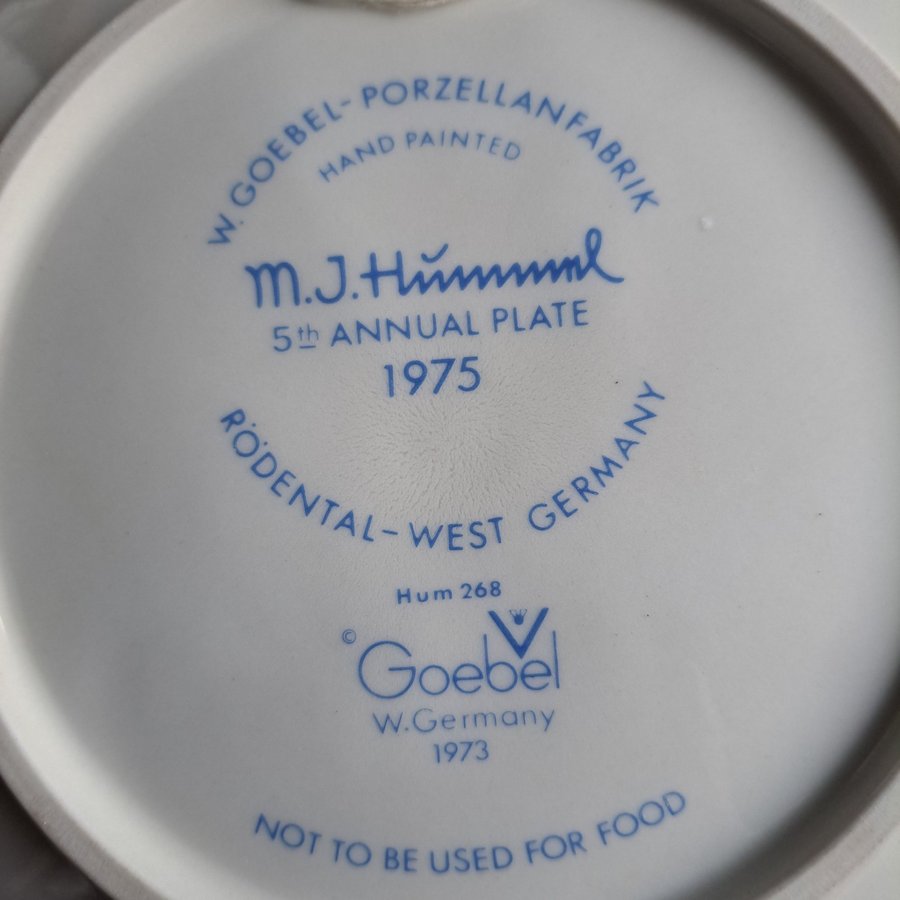 W. GOEBEL-PORZELLANFABRIK
HAND PAINTED
M.J.Hummel
5th ANNUAL PLATE
1975
RÖDENTAL-WEST GERMANY
Hum 268
© Goebel
W.Germany
1973
NOT TO BE USED FOR FOOD